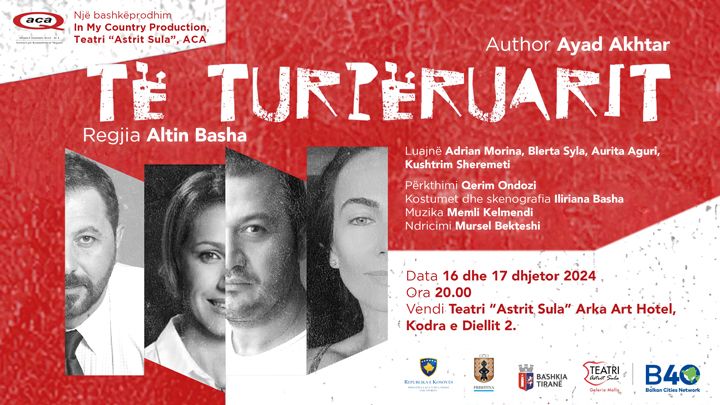 aca
Një bashkëprodhim
In My Country Production,
Teatri “Astrit Sula”, ACA
Author Ayad Akhtar
TË TURPËRUARIT
Regjia Altin Basha
Luajnë Adrian Morina, Blerta Syla, Aurita Aguri,
Kushtrim Sheremeti
Përkthimi Qerim Ondozi
Kostumet dhe skenografia Iliriana Basha
Muzika Memli Kelmendi
Ndricimi Mursel Bekteshi
Data 16 dhe 17 dhjetor 2024
Ora 20.00
Vendi Teatri “Astrit Sula” Arka Art Hotel,
Kodra e Diellit 2.
REPUBLIKA E KOSOVËS
PRISHTINA
BASHKIA
TIRANË
TEATRI
Astrit Sula
B40
Balkan Cities Network